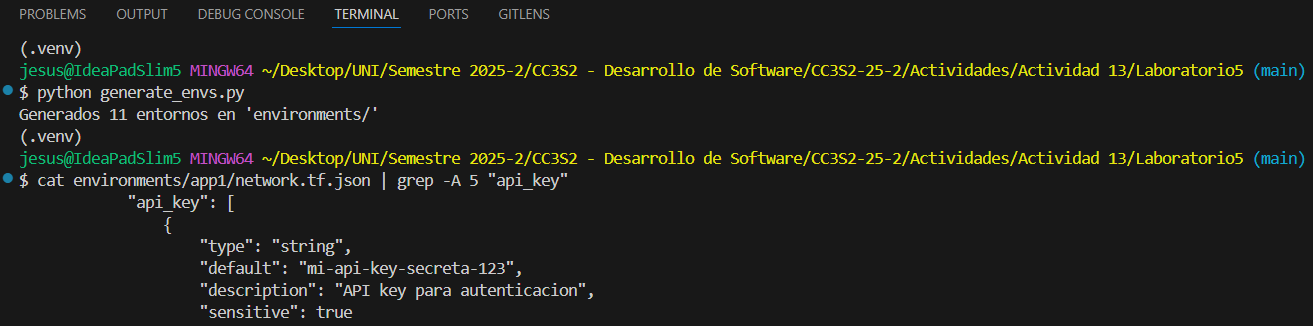 PROBLEMS OUTPUT DEBUG CONSOLE TERMINAL PORTS GITLENS
(.venv)
jesus@IdeaPadSlim5 MINGW64 ~/Desktop/UNI/Semestre 2025-2/CC3S2 - Desarrollo de Software/CC3S2-25-2/Actividades/Actividad 13/Laboratorio5 (main)
$ python generate_envs.py
Generados 11 entornos en 'environments/'
(.venv)
jesus@IdeaPadSlim5 MINGW64 ~/Desktop/UNI/Semestre 2025-2/CC3S2 - Desarrollo de Software/CC3S2-25-2/Actividades/Actividad 13/Laboratorio5 (main)
$ cat environments/app1/network.tf.json | grep -A 5 "api_key"
            "api_key": [
                {
                    "type": "string",
                    "default": "mi-api-key-secreta-123",
                    "description": "API key para autenticacion",
                    "sensitive": true